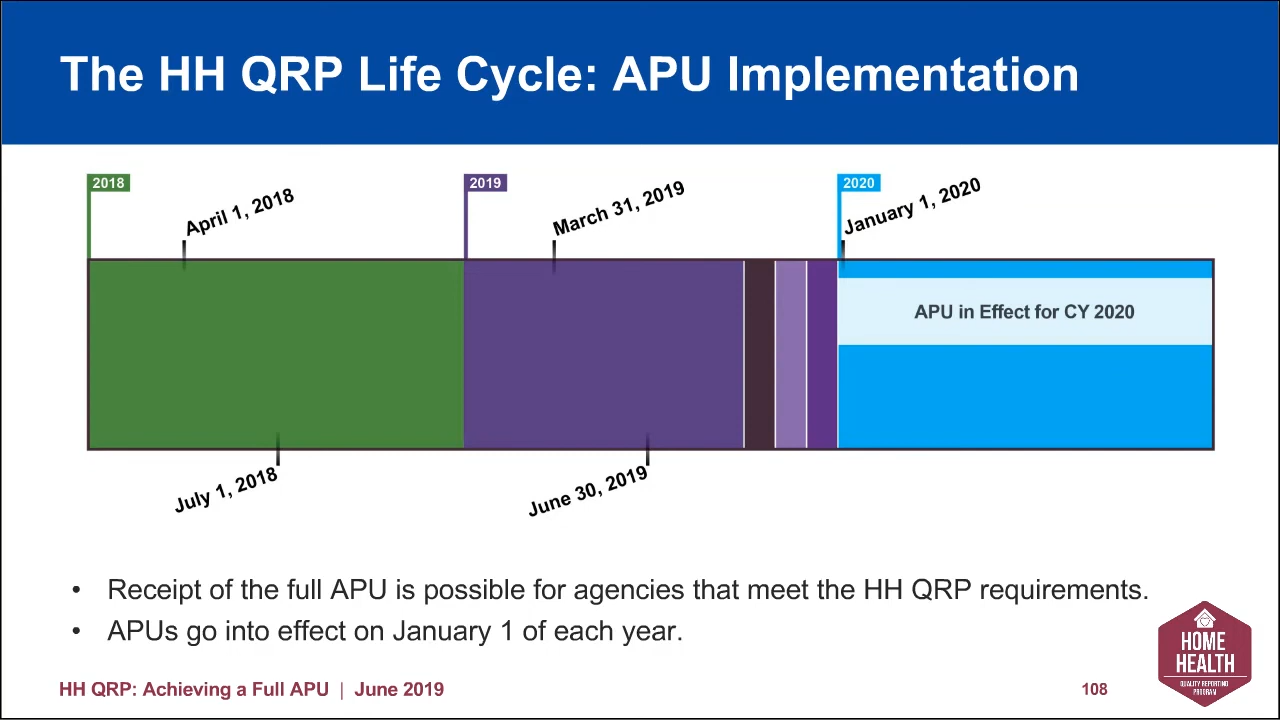 The HH QRP Life Cycle: APU Implementation
2018
2019
2020
April 1, 2018
March 31, 2019
January 1, 2020
APU in Effect for CY 2020
July 1, 2018
June 30, 2019
• Receipt of the full APU is possible for agencies that meet the HH QRP requirements.
• APUs go into effect on January 1 of each year.
HH QRP: Achieving a Full APU | June 2019
108
HOME
HEALTH
QUALITY REPORTING
PROGRAM